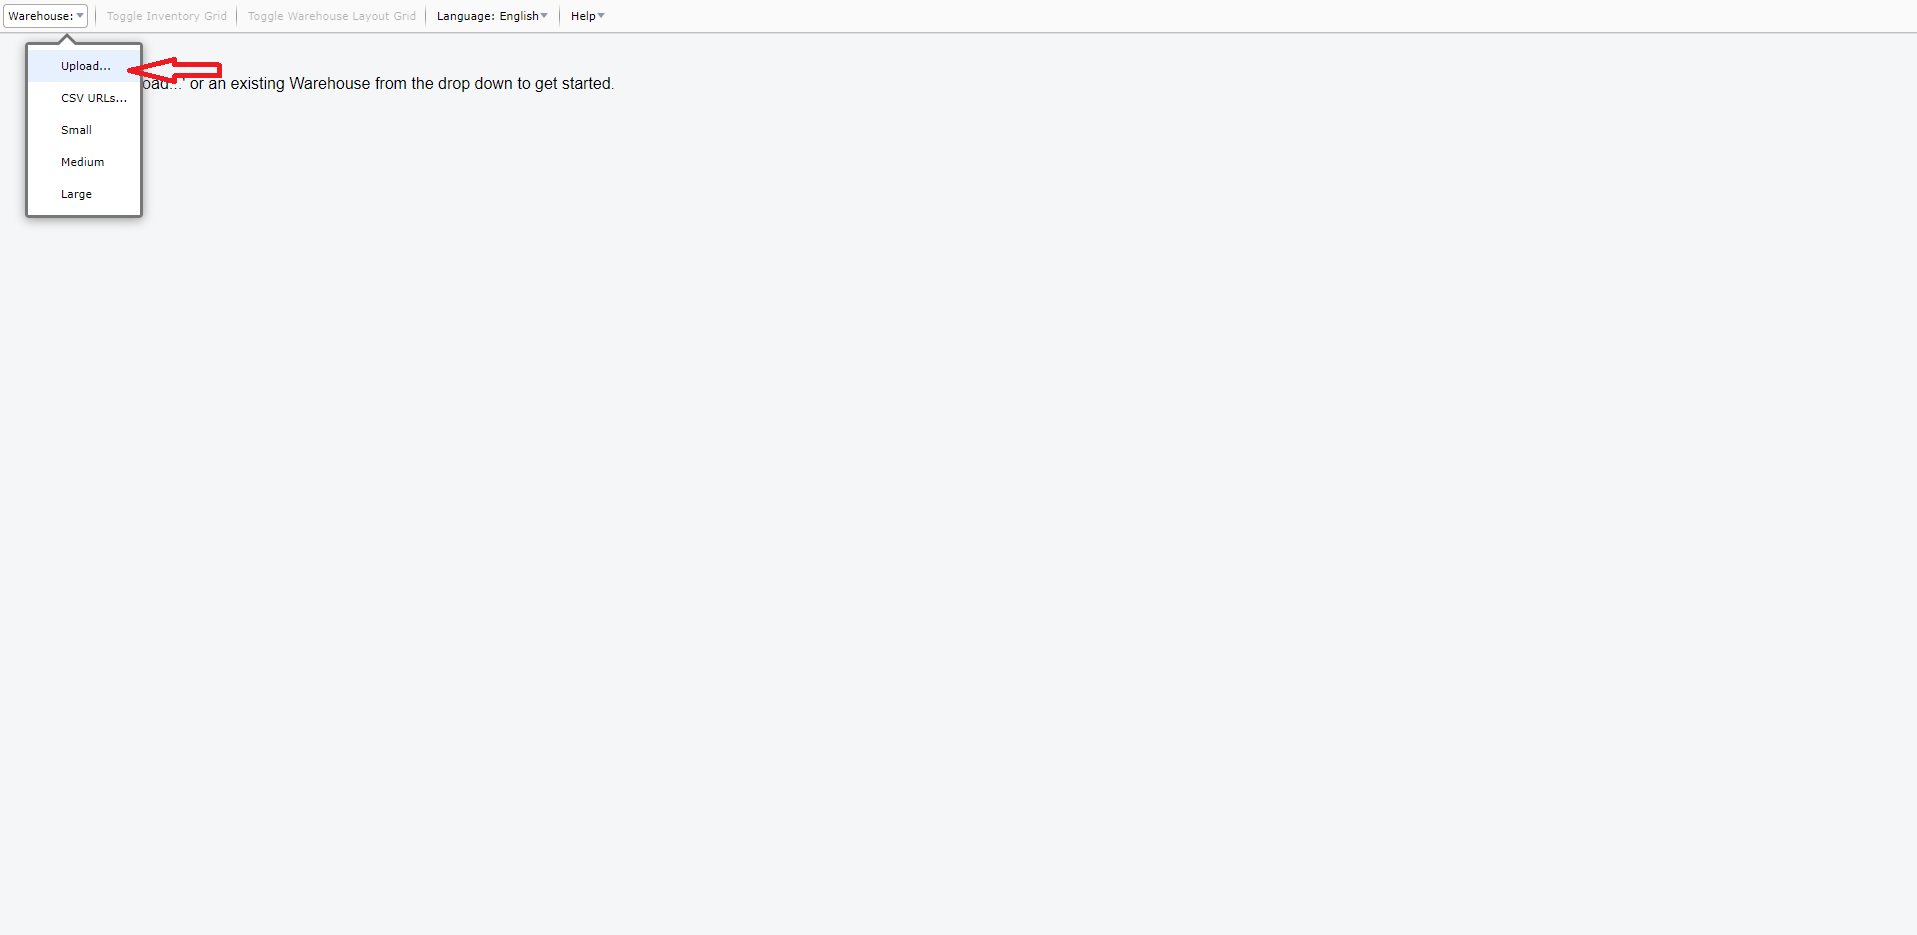 Warehouse: Toggle Inventory Grid Toggle Warehouse Layout Grid Language: English Help
Upload...
oad...' or an existing Warehouse from the drop down to get started.
CSV URLs...
Small
Medium
Large